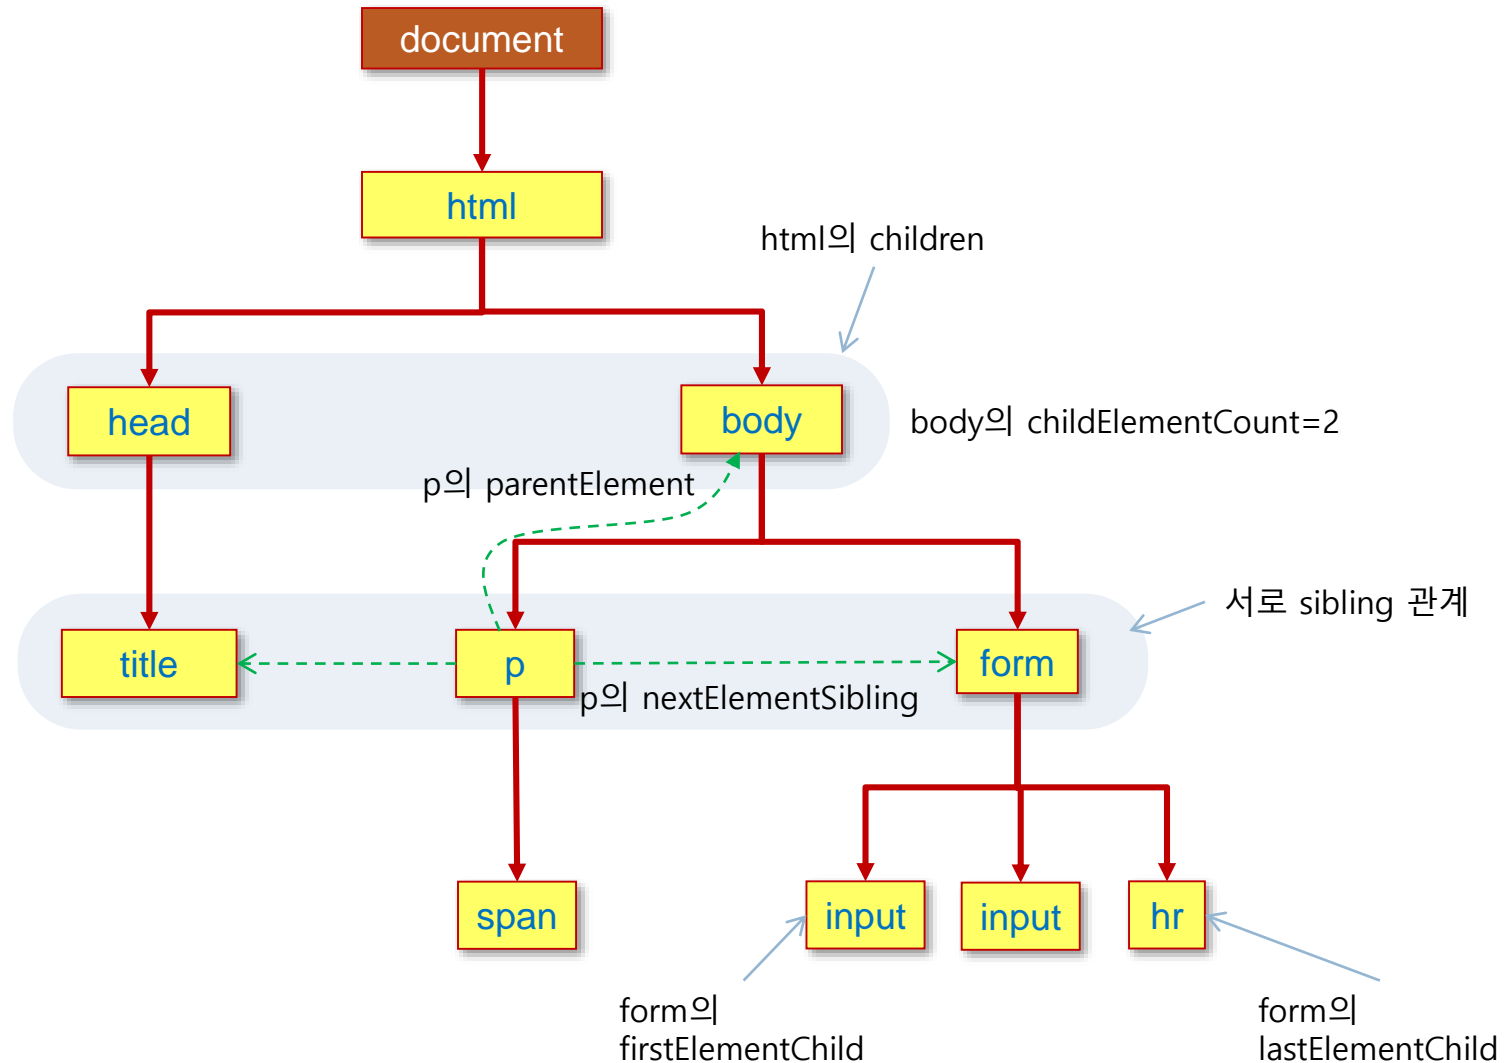 document
html
html의 children
head
body
body의 childElementCount=2
p의 parentElement
서로 sibling 관계
title
p
form
p의 nextElementSibling
span
input
input
hr
form의
firstElementChild
form의
lastElementChild